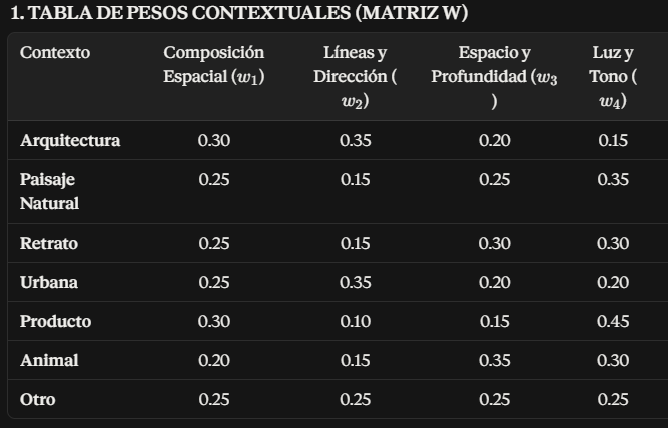 1. TABLA DE PESOS CONTEXTUALES (MATRIZ W)
Contexto Composición Espacial (w₁) Líneas y Dirección (w₂) Espacio y Profundidad (w₃) Luz y Tono (w₄)
Arquitectura 0.30 0.35 0.20 0.15
Paisaje Natural 0.25 0.15 0.25 0.35
Retrato 0.25 0.15 0.30 0.30
Urbana 0.25 0.35 0.20 0.20
Producto 0.30 0.10 0.15 0.45
Animal 0.20 0.15 0.35 0.30
Otro 0.25 0.25 0.25 0.25